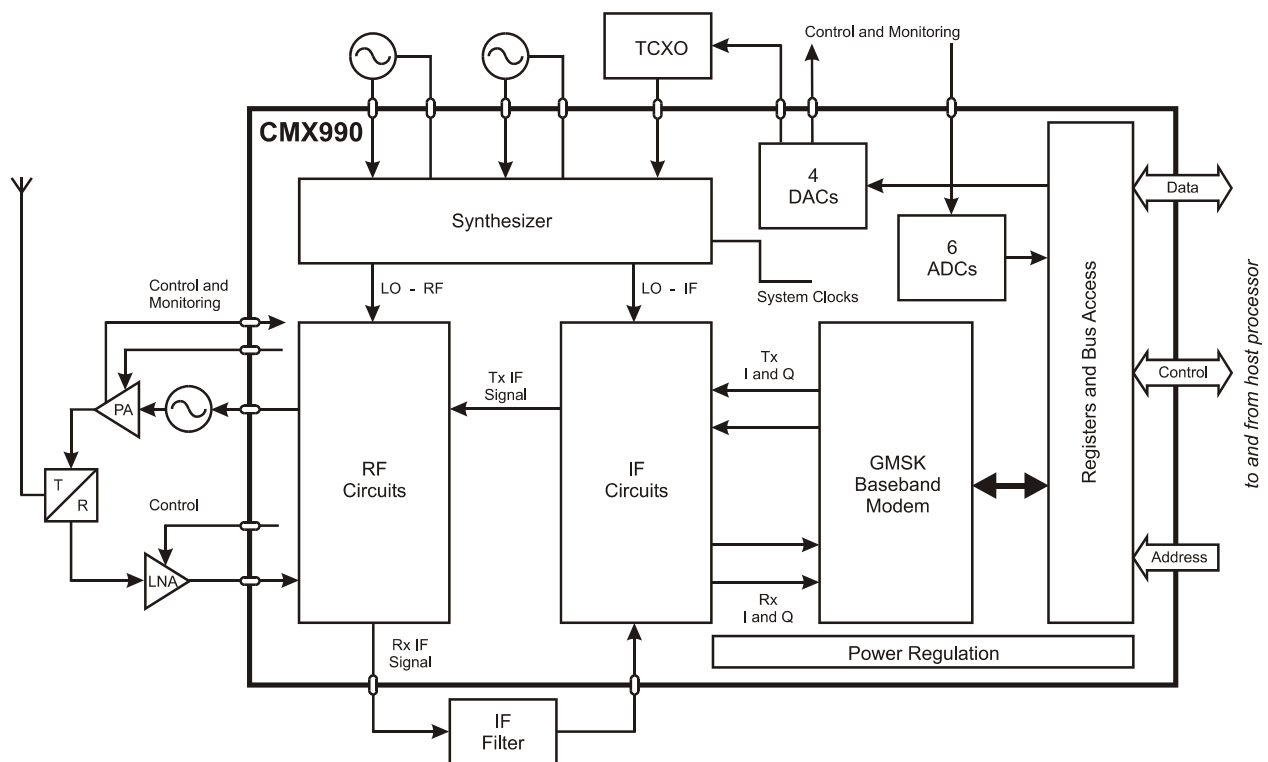 TCXO
Control and Monitoring
CMX990
4
DACs
Data
Synthesizer
6
ADCs
Control and
Monitoring
LO - RF
LO - IF
System Clocks
Registers and Bus Access
to and from host processor
Tx
I and Q
Control
Tx IF
Signal
PA
RF
Circuits
IF
Circuits
GMSK
Baseband
Modem
T
R
Control
Address
LNA
Rx
I and Q
Rx IF
Signal
Power Regulation
IF
Filter